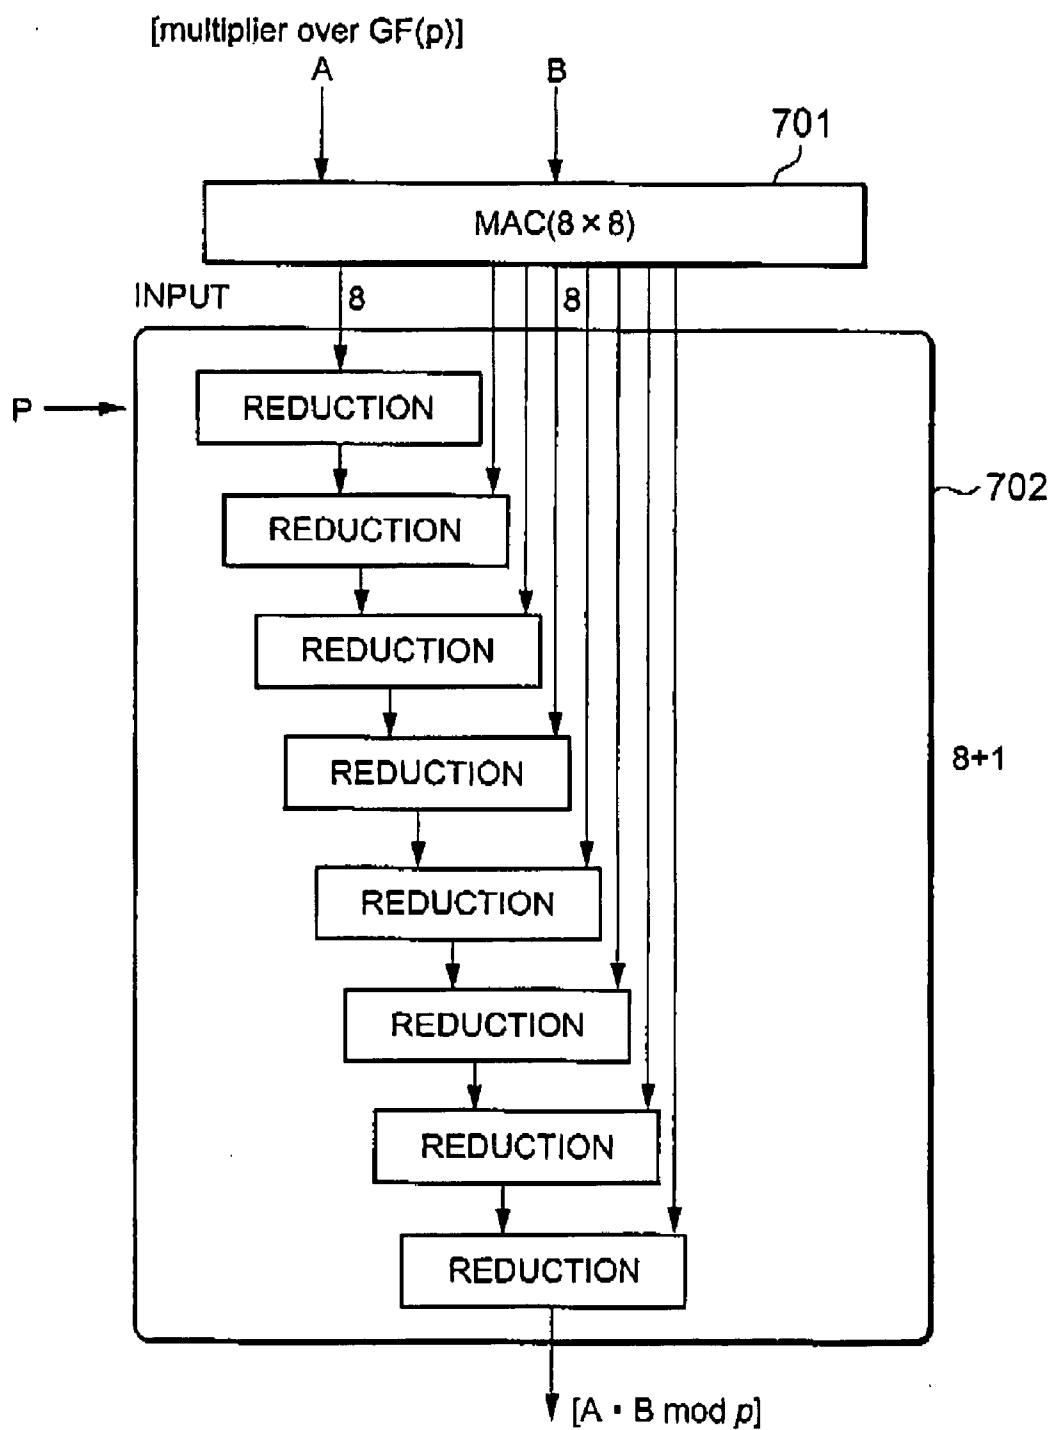 [multiplier over GF(p)]
A B
701
MAC(8×8)
INPUT 8 8
P
REDUCTION
702
REDUCTION
REDUCTION
8+1
REDUCTION
REDUCTION
REDUCTION
REDUCTION
REDUCTION
[A・B mod p]